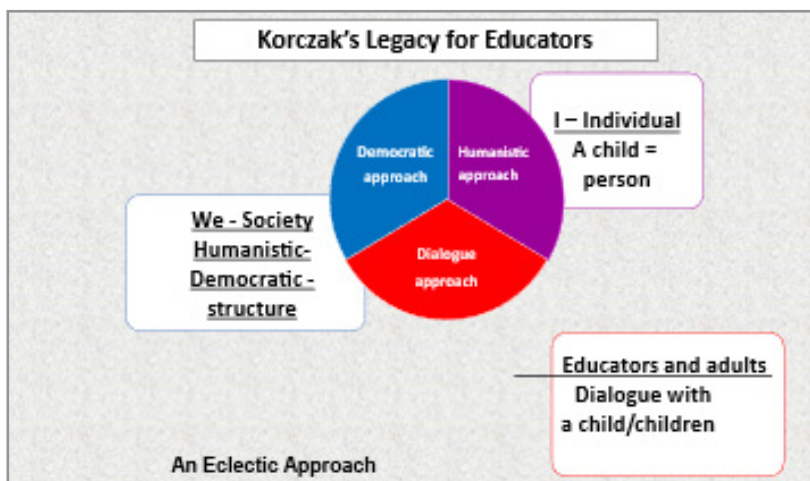 Korczak's Legacy for Educators
Democratic
approach
Humanistic
approach
Dialogue
approach
I – Individual
A child =
person
We - Society
Humanistic-
Democratic -
structure
Educators and adults
Dialogue with
a child/children
An Eclectic Approach